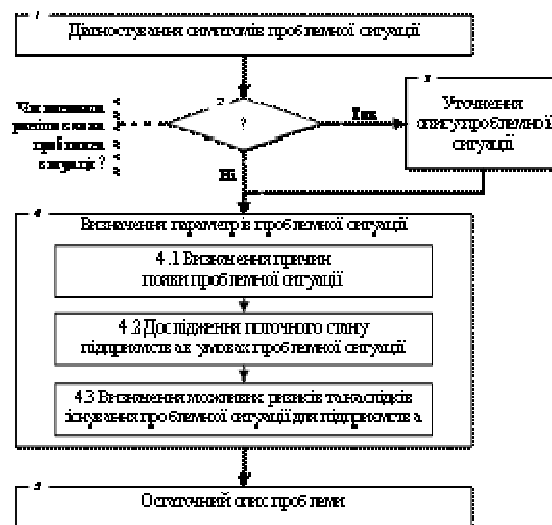 1
Діагностування симптомів проблемної ситуації
2
?
Так
Ні
3
Уточнення
опису проблемної
ситуації
ситуації ?
4
Визначення параметрів проблемної ситуації
4.1 Визначення причин
появи проблемної ситуації
4.2 Дослідження поточного стану
підприємства в умовах проблемної ситуації
4.3 Визначення можливих ризиків та наслідків
існування проблемної ситуації для підприємства
5
Остаточний опис проблеми